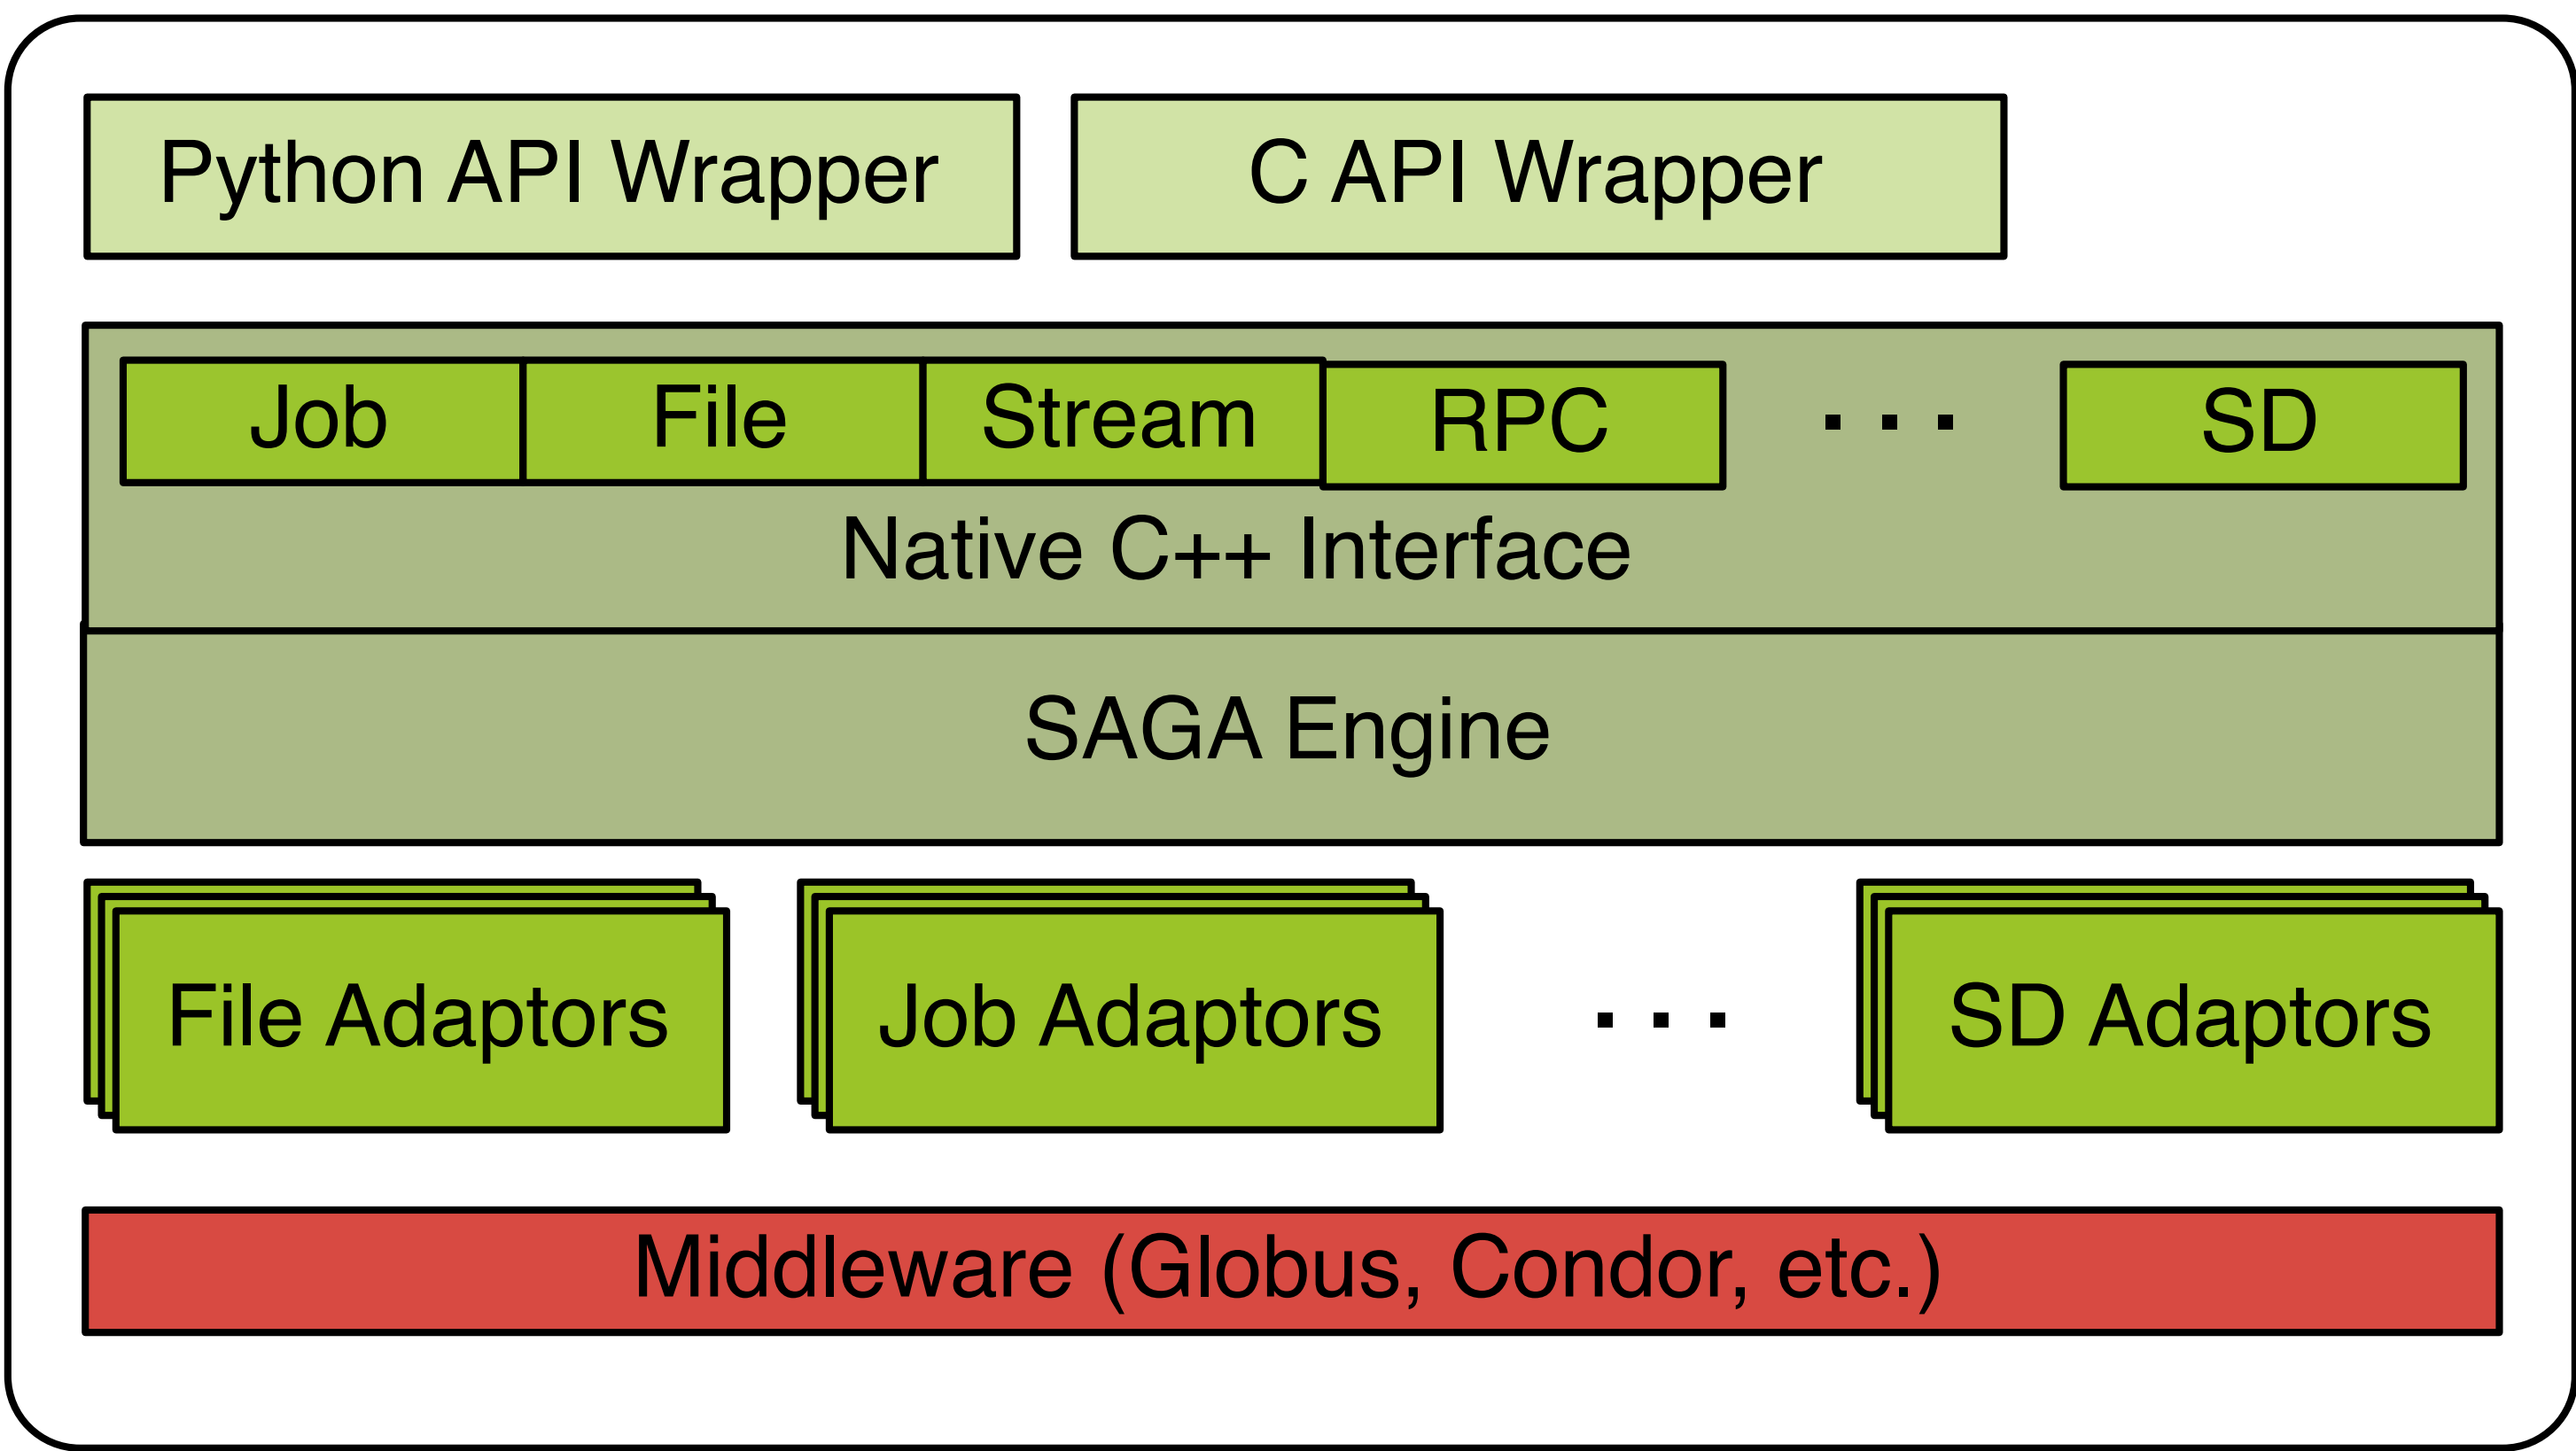 Python API Wrapper
C API Wrapper
Job
File
Stream
RPC
. . .
SD
Native C++ Interface
SAGA Engine
File Adaptors
Job Adaptors
. . .
SD Adaptors
Middleware (Globus, Condor, etc.)